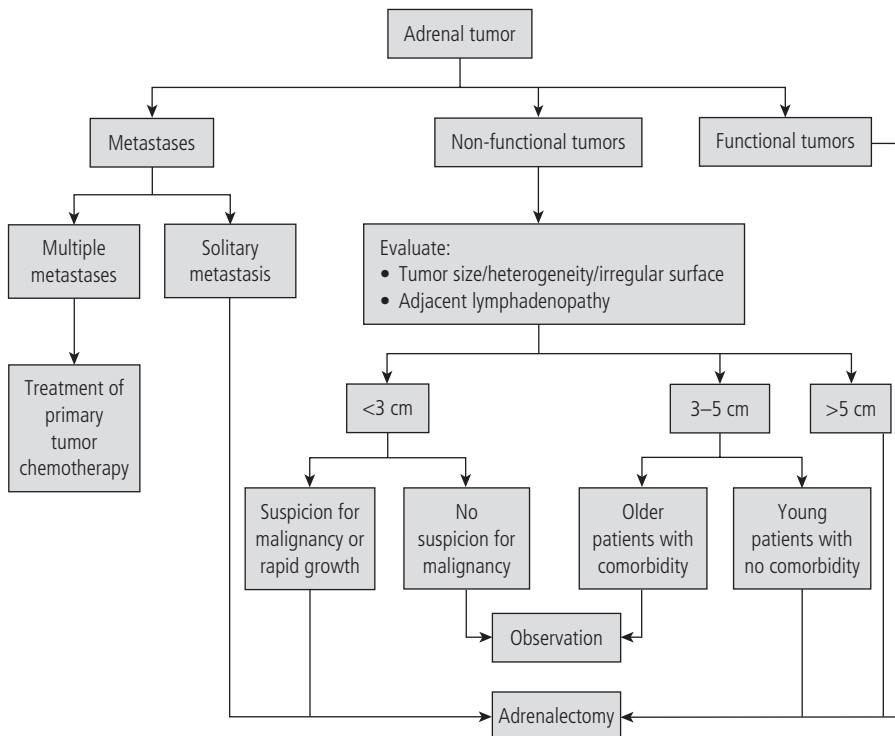 Adrenal tumor
Metastases
Non-functional tumors
Functional tumors
Multiple
metastases
Solitary
metastasis
Evaluate:
• Tumor size/heterogeneity/irregular surface
• Adjacent lymphadenopathy
Treatment of
primary
tumor
chemotherapy
<3 cm
3–5 cm
>5 cm
Suspicion for
malignancy or
rapid growth
No
suspicion for
malignancy
Older
patients with
comorbidity
Young
patients with
no comorbidity
Observation
Adrenalectomy